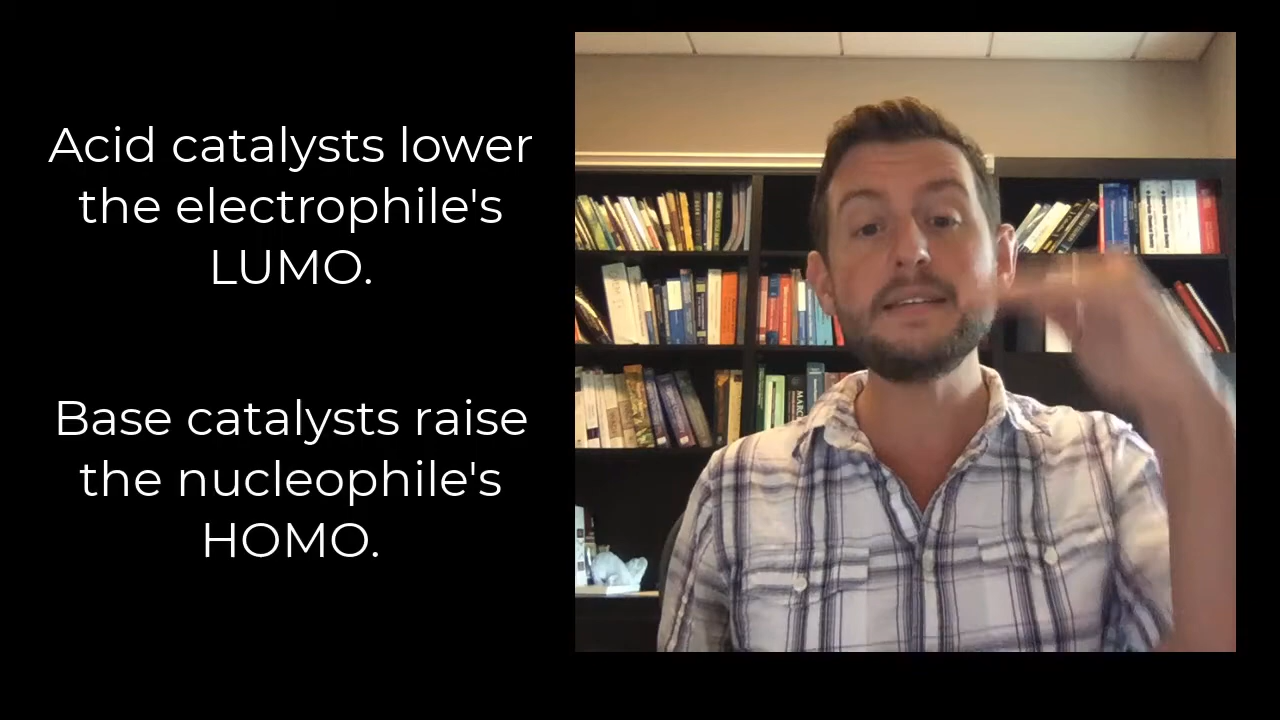 Acid catalysts lower
the electrophile's
LUMO.
Base catalysts raise
the nucleophile's
HOMO.